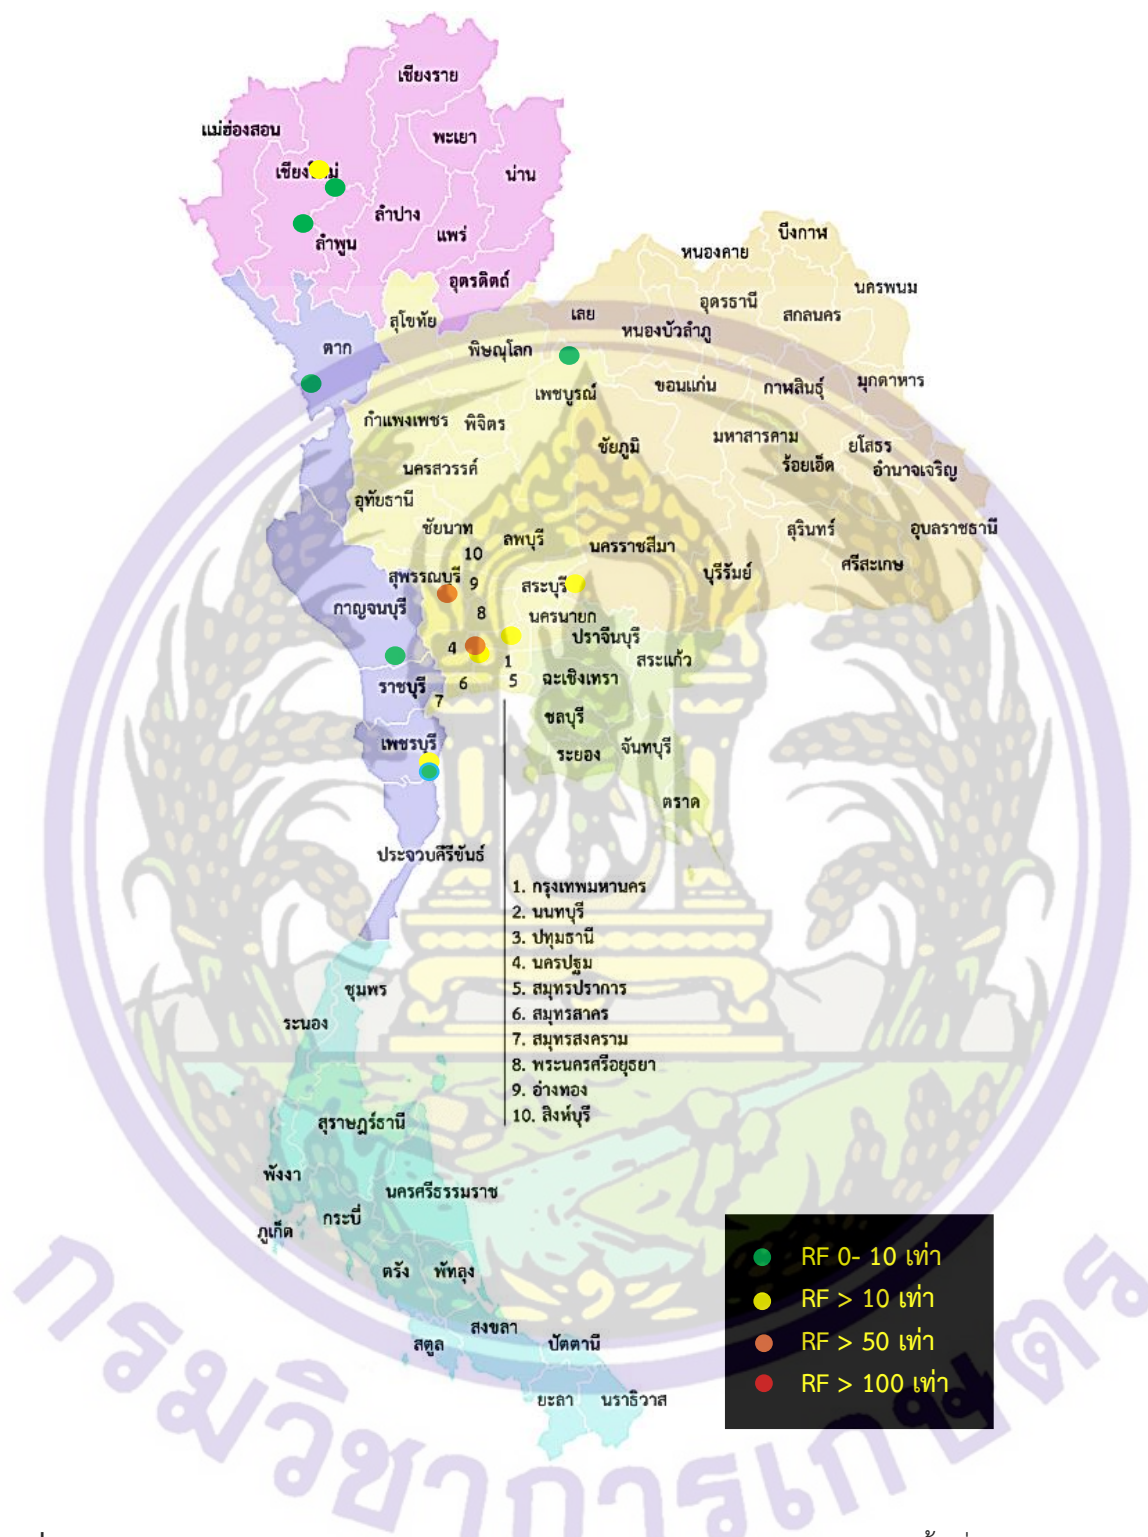 เชียงราย
แม่ฮ่องสอน
พะเยา
เชียงใหม่
น่าน
ลำปาง
ลำพูน
แพร่
อุตรดิตถ์
บึงกาฬ
หนองคาย
นครพนม
อุดรธานี
สกลนคร
เลย
หนองบัวลำภู
สุโขทัย
ตาก
พิษณุโลก
เพชบูรณ์
ขอนแก่น
กาฬสินธุ์
มุกดาหาร
กำแพงเพชร
พิจิตร
ชัยภูมิ
มหาสารคาม
ร้อยเอ็ด
ยโสธร
อำนาจเจริญ
นครสวรรค์
อุทัยธานี
ชัยนาท
ลพบุรี
นครราชสีมา
สุรินทร์
อุบลราชธานี
10
สุพรรณบุรี
9
สระบุรี
บุรีรัมย์
ศรีสะเกษ
กาญจนบุรี
8
นครนายก
ปราจีนบุรี
4
1
สระแก้ว
ราชบุรี
6
5
ฉะเชิงเทรา
7
ชลบุรี
เพชรบุรี
ระยอง
จันทบุรี
ตราด
ประจวบคีรีขันธ์
1. กรุงเทพมหานคร
2. นนทบุรี
3. ปทุมธานี
4. นครปฐม
5. สมุทรปราการ
6. สมุทรสาคร
7. สมุทรสงคราม
8. พระนครศรีอยุธยา
9. อ่างทอง
10. สิงห์บุรี
ชุมพร
ระนอง
สุราษฎร์ธานี
พังงา
นครศรีธรรมราช
กระบี่
ภูเก็ต
ตรัง
พัทลุง
สงขลา
สตูล
ปัตตานี
ยะลา
นราธิวาส
RF 0- 10 เท่า
RF > 10 เท่า
RF > 50 เท่า
RF > 100 เท่า
กรมวิชาการเกษตร